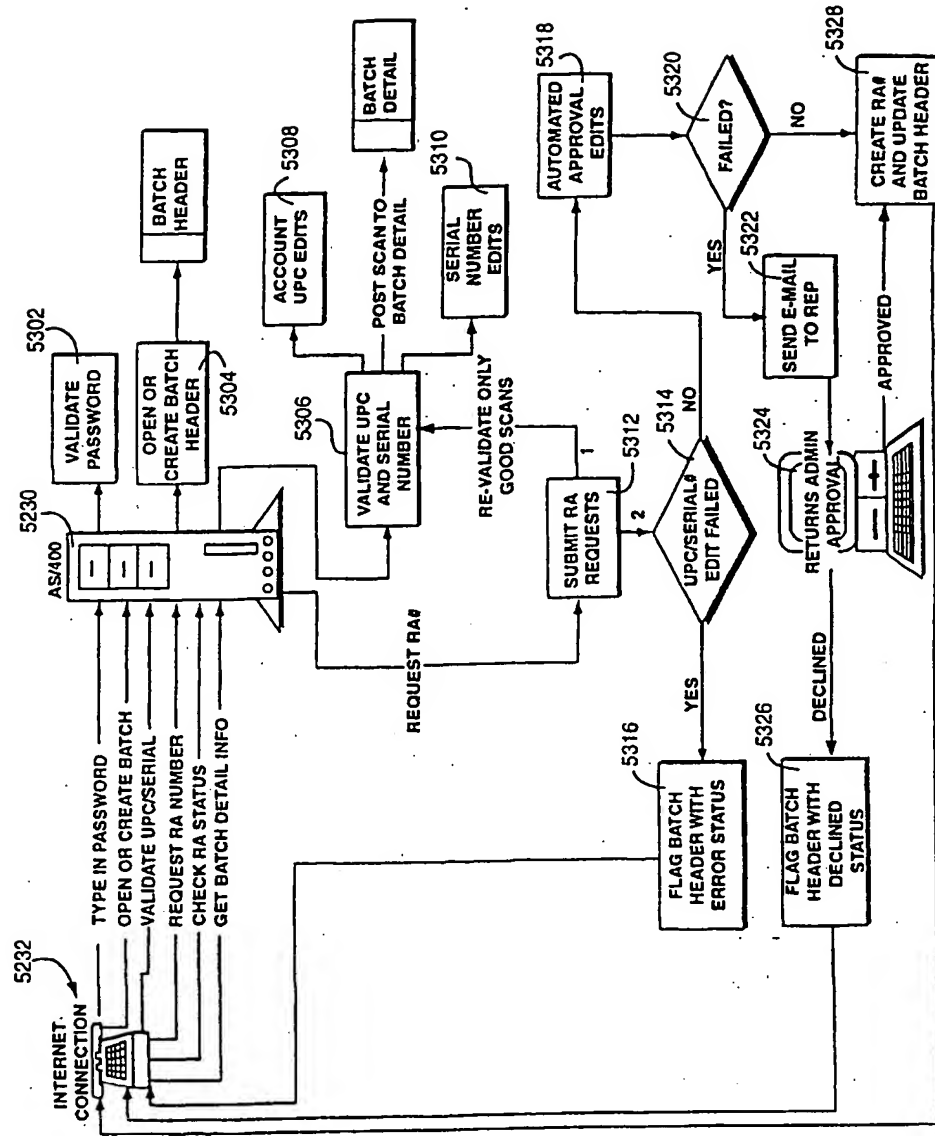 5232
INTERNET
CONNECTION
TYPE IN PASSWORD
OPEN OR CREATE BATCH
VALIDATE UPC/SERIAL
REQUEST RA NUMBER
CHECK RA STATUS
GET BATCH DETAIL INFO
5230
AS/400
5302
VALIDATE
PASSWORD
OPEN OR
CREATE BATCH
HEADER
5304
BATCH
HEADER
5306
VALIDATE UPC
AND SERIAL
NUMBER
ACCOUNT
UPC EDITS
5308
POST SCAN TO
BATCH DETAIL
BATCH
DETAIL
SERIAL
NUMBER
EDITS
5310
REQUEST RA#
RE-VALIDATE ONLY
GOOD SCANS
1
SUBMIT RA
REQUESTS
5312
2
5314
UPC/SERIAL#
EDIT FAILED
YES
NO
5316
FLAG BATCH
HEADER WITH
ERROR STATUS
AUTOMATED
APPROVAL
EDITS
5318
FAILED?
5320
YES
NO
5322
SEND E-MAIL
TO REP
5324
RETURNS ADMIN
APPROVAL
DECLINED
APPROVED
5326
FLAG BATCH
HEADER WITH
DECLINED
STATUS
CREATE RA#
AND UPDATE
BATCH HEADER
5328